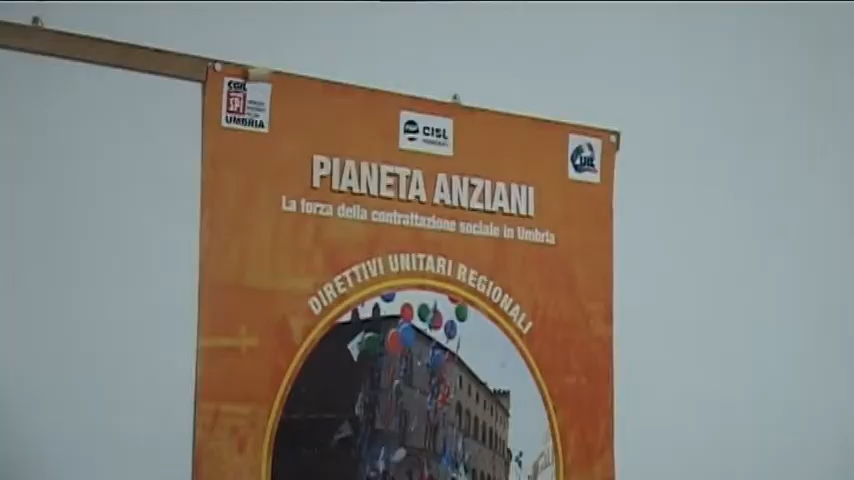 CGIL
SPI
UMBRIA
CISL
UIL
PIANETA ANZIANI
La forza della contrattazione sociale in Umbria
DIRETTIVI UNITARI REGIONALI